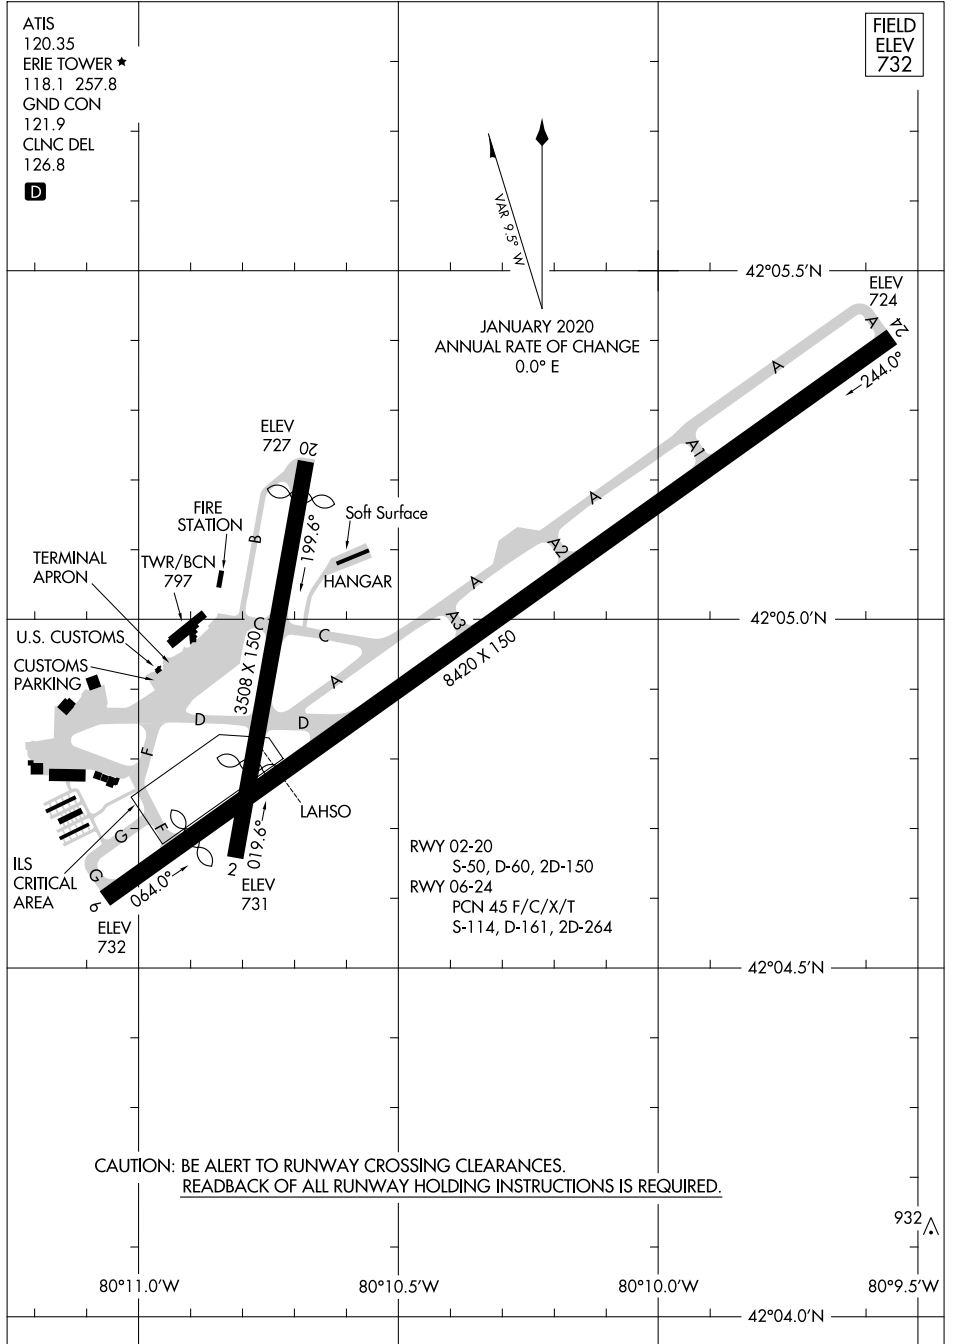 ATIS
120.35
ERIE TOWER ★
118.1 257.8
GND CON
121.9
CLNC DEL
126.8
D
FIELD
ELEV
732
VAR 9.5° W
JANUARY 2020
ANNUAL RATE OF CHANGE
0.0° E
42°05.5'N
ELEV
724
24
A
244.0°
A
A1
A
A2
A
A3
8420 X 150
ELEV
727
20
199.6°
B
FIRE
STATION
Soft Surface
HANGAR
TERMINAL
APRON
TWR/BCN
797
42°05.0'N
U.S. CUSTOMS
CUSTOMS
PARKING
C
C
3508 X 150
A
D
D
F
LAHSO
F
G
G
ILS
CRITICAL
AREA
064.0°
6
ELEV
732
019.6°
2
ELEV
731
RWY 02-20
S-50, D-60, 2D-150
RWY 06-24
PCN 45 F/C/X/T
S-114, D-161, 2D-264
42°04.5'N
CAUTION: BE ALERT TO RUNWAY CROSSING CLEARANCES.
READBACK OF ALL RUNWAY HOLDING INSTRUCTIONS IS REQUIRED.
932
80°11.0'W
80°10.5'W
80°10.0'W
80°9.5'W
42°04.0'N